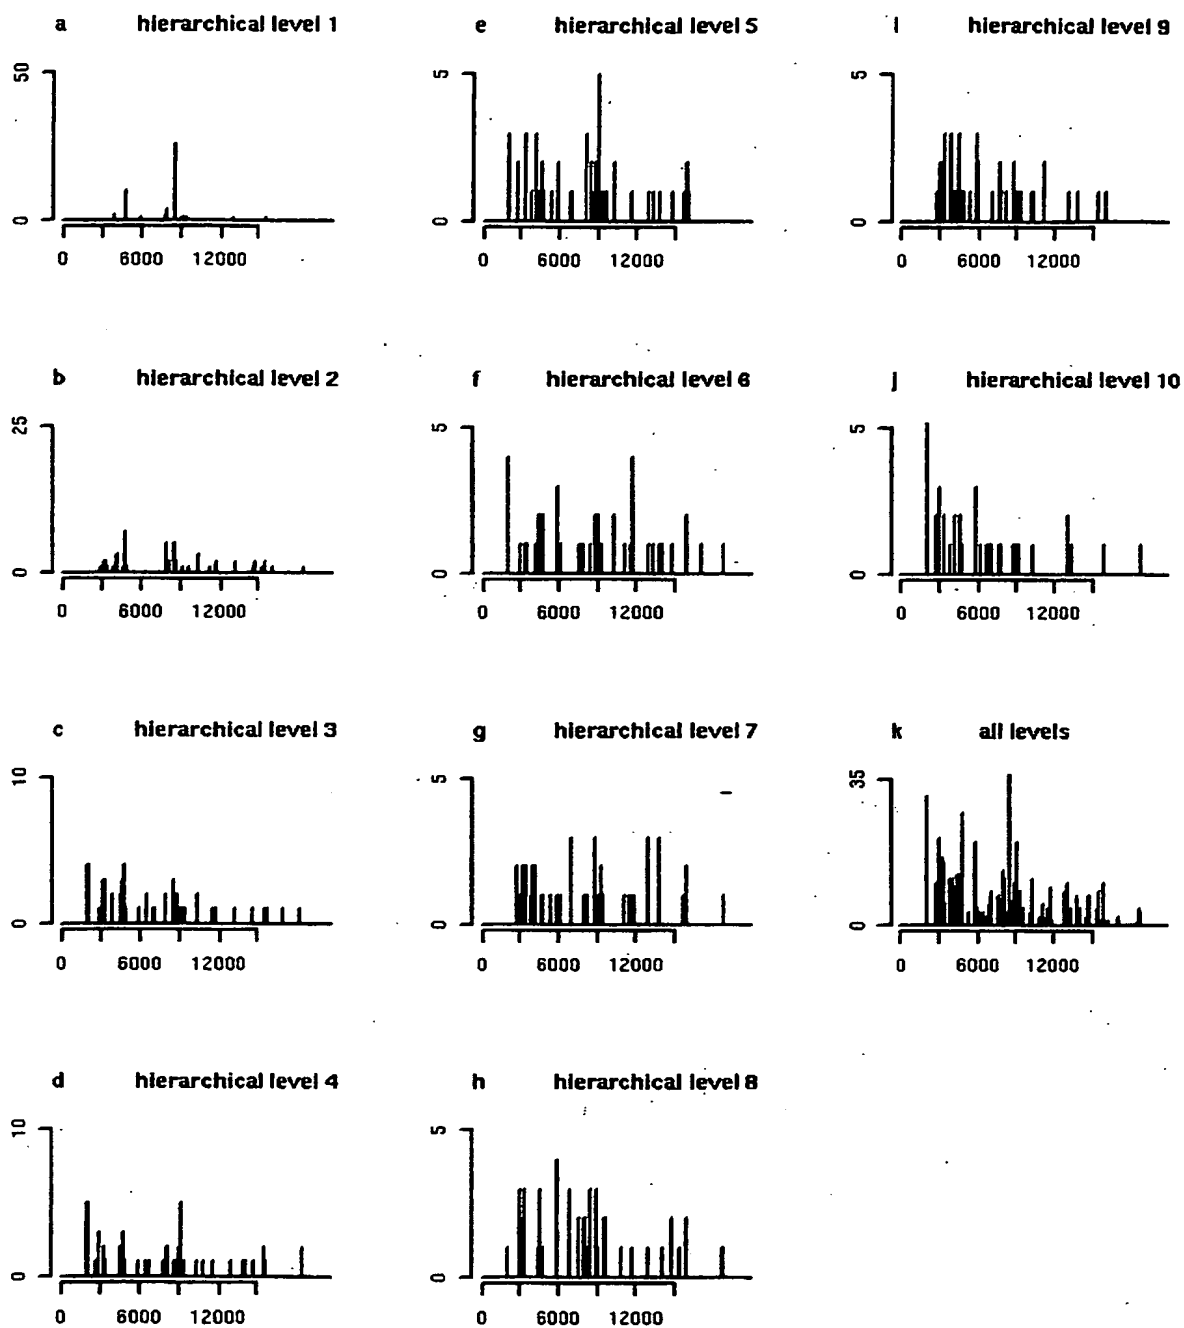 a hierarchical level 1
50
0
0 6000 12000
b hierarchical level 2
25
0
0 6000 12000
c hierarchical level 3
10
0
0 6000 12000
d hierarchical level 4
10
0
0 6000 12000
e hierarchical level 5
5
0
0 6000 12000
f hierarchical level 6
5
0
0 6000 12000
g hierarchical level 7
5
0
0 6000 12000
h hierarchical level 8
5
0
0 6000 12000
i hierarchical level 9
5
0
0 6000 12000
j hierarchical level 10
5
0
0 6000 12000
k all levels
35
0
0 6000 12000